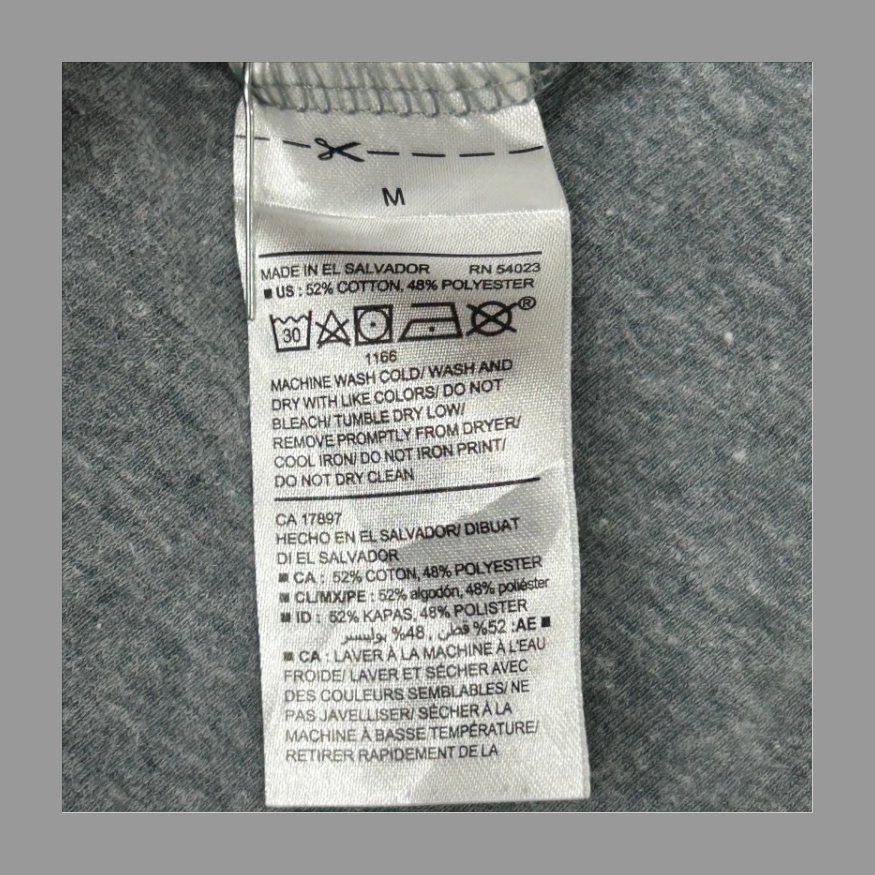 M
MADE IN EL SALVADOR RN 54023
■ US : 52% COTTON, 48% POLYESTER
30 ®
1166
MACHINE WASH COLD/ WASH AND
DRY WITH LIKE COLORS/ DO NOT
BLEACH/ TUMBLE DRY LOW/
REMOVE PROMPTLY FROM DRYER/
COOL IRON/ DO NOT IRON PRINT/
DO NOT DRY CLEAN
CA 17897
HECHO EN EL SALVADOR/ DIBUAT
DI EL SALVADOR
■ CA : 52% COTON, 48% POLYESTER
■ CL/MX/PE : 52% algodón, 48% poliéster
■ ID : 52% KAPAS, 48% POLISTER
■ AE: 52% قطن , 48% بوليستر
■ CA : LAVER À LA MACHINE À L'EAU
FROIDE/ LAVER ET SÉCHER AVEC
DES COULEURS SEMBLABLES/ NE
PAS JAVELLISER/ SÉCHER À LA
MACHINE À BASSE TEMPÉRATURE/
RETIRER RAPIDEMENT DE LA